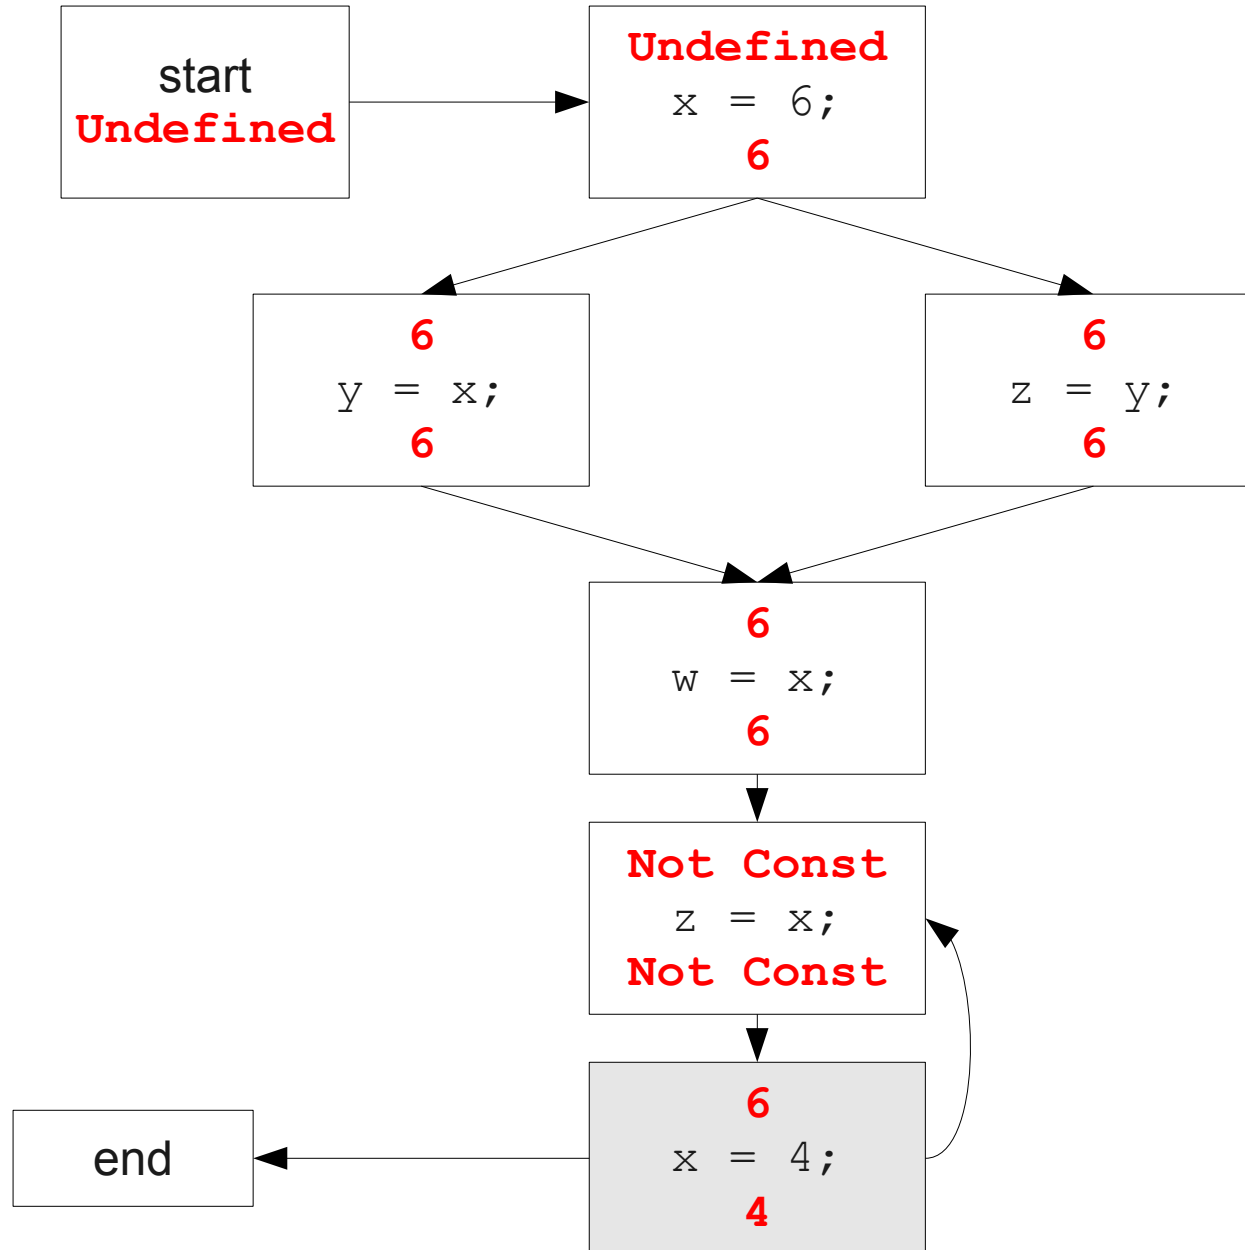 start
Undefined
Undefined
x = 6;
6
6
y = x;
6
6
z = y;
6
6
w = x;
6
Not Const
z = x;
Not Const
6
x = 4;
4
end